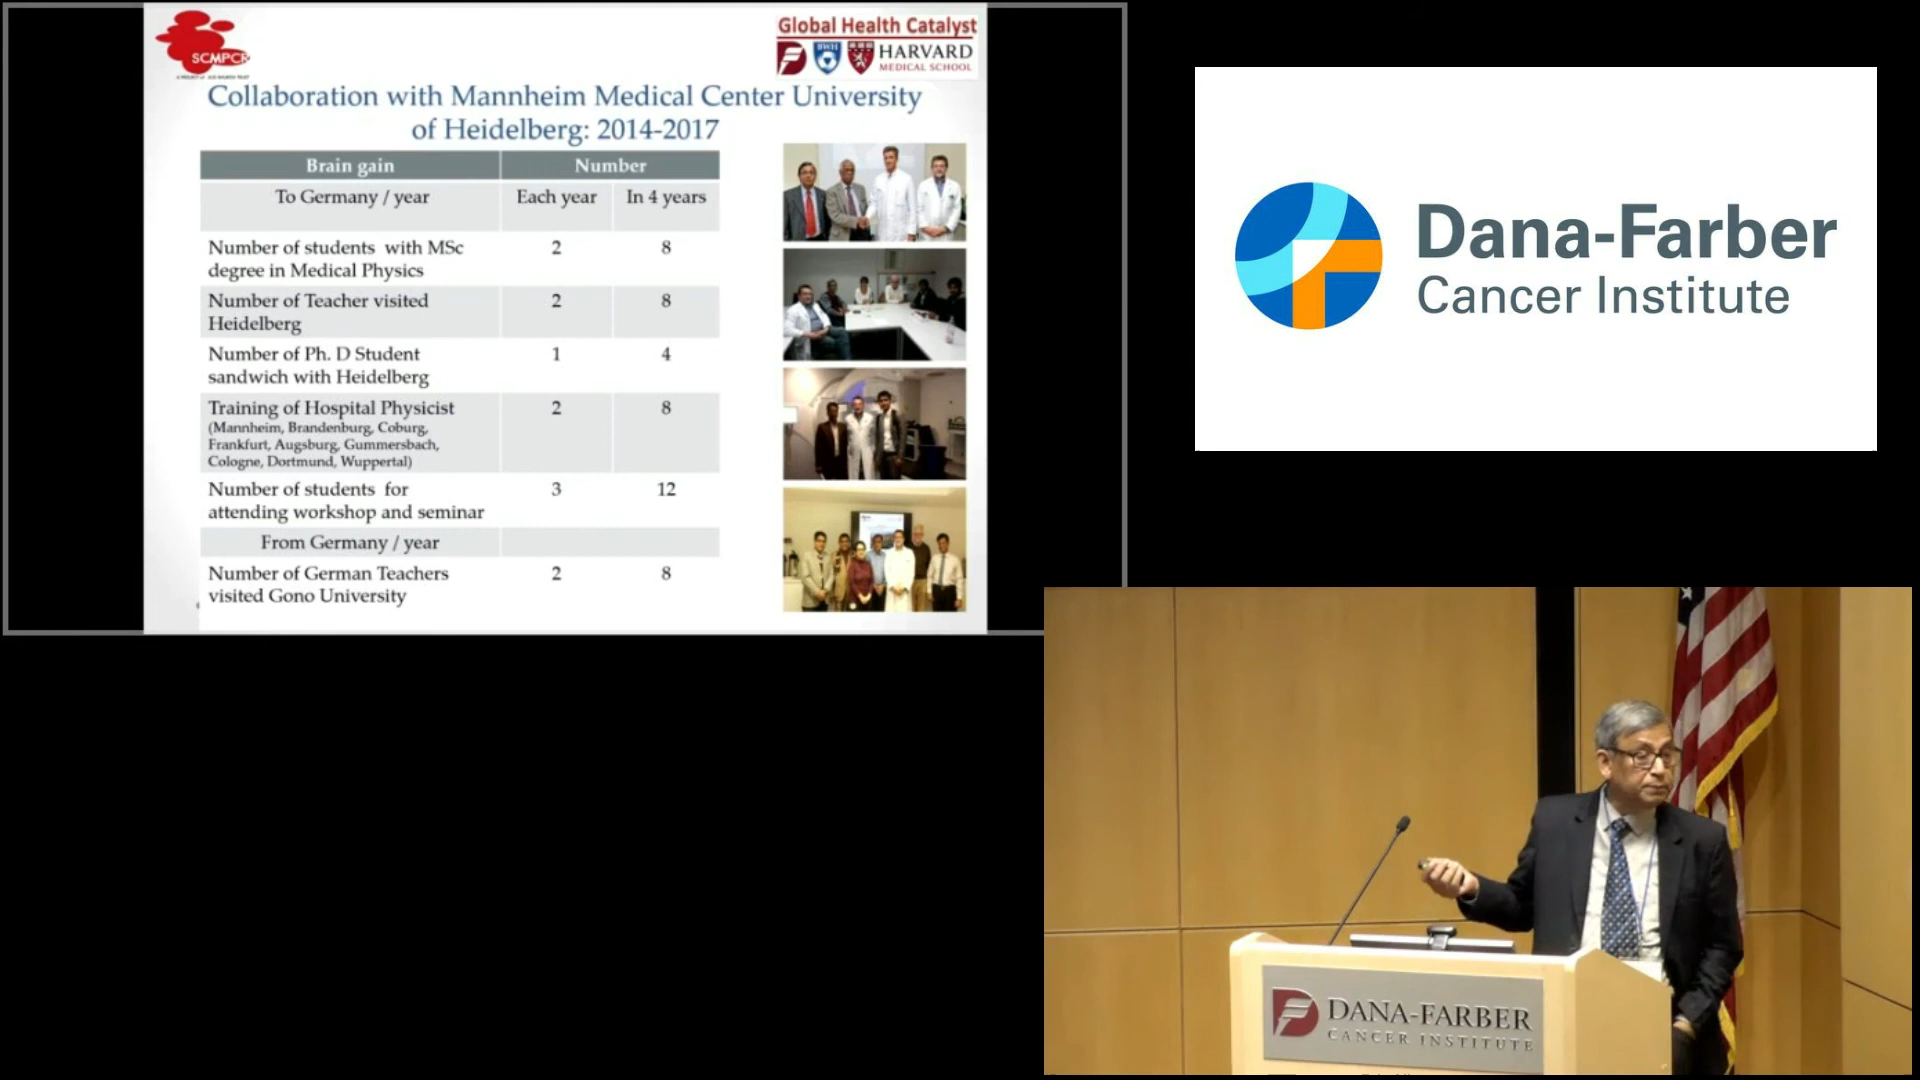 SCMPCR
Global Health Catalyst
BWH
HARVARD
MEDICAL SCHOOL
Collaboration with Mannheim Medical Center University
of Heidelberg: 2014-2017
Brain gain Number
To Germany / year Each year In 4 years
Number of students with MSc
degree in Medical Physics 2 8
Number of Teacher visited
Heidelberg 2 8
Number of Ph. D Student
sandwich with Heidelberg 1 4
Training of Hospital Physicist 2 8
(Mannheim, Brandenburg, Coburg,
Frankfurt, Augsburg, Gummersbach,
Cologne, Dortmund, Wuppertal)
Number of students for
attending workshop and seminar 3 12
From Germany / year
Number of German Teachers
visited Gono University 2 8
Dana-Farber
Cancer Institute
DANA-FARBER
CANCER INSTITUTE